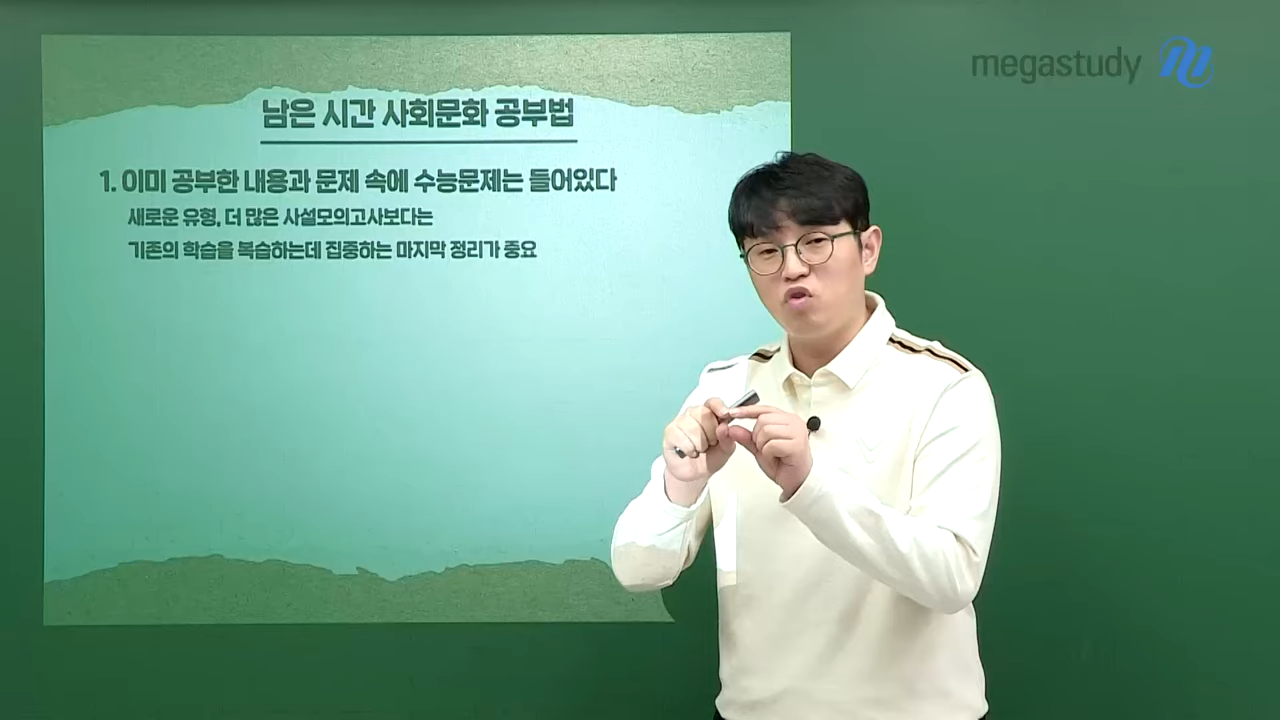 megastudy
남은 시간 사회문화 공부법
1. 이미 공부한 내용과 문제 속에 수능문제는 들어있다
새로운 유형, 더 많은 사설모의고사보다는
기존의 학습을 복습하는데 집중하는 마지막 정리가 중요